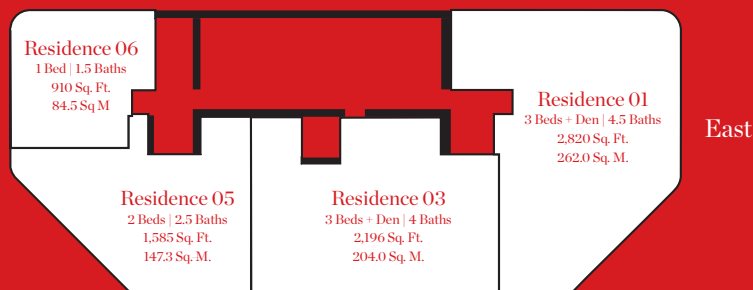 Residence 06
1 Bed | 1.5 Baths
910 Sq. Ft.
84.5 Sq M
Residence 01
3 Beds + Den | 4.5 Baths
2,820 Sq. Ft.
262.0 Sq. M.
East
Residence 05
2 Beds | 2.5 Baths
1,585 Sq. Ft.
147.3 Sq. M.
Residence 03
3 Beds + Den | 4 Baths
2,196 Sq. Ft.
204.0 Sq. M.